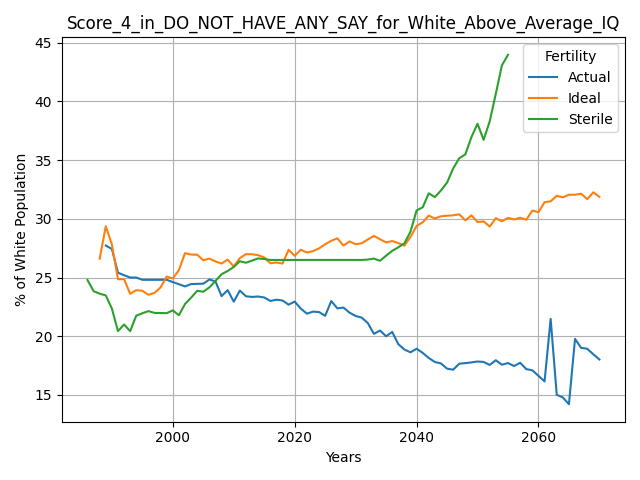 Score_4_in_DO_NOT_HAVE_ANY_SAY_for_White_Above_Average_IQ
45
40
35
30
25
20
15
% of White Population
Fertility
Actual
Ideal
Sterile
2000 2020 2040 2060
Years